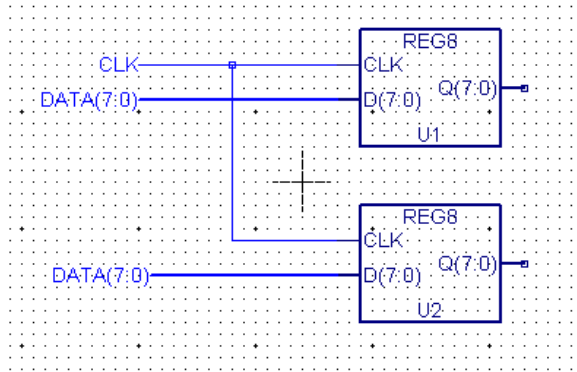 REG8
CLK
CLK
DATA(7:0)
D(7:0)
Q(7:0)
U1
REG8
CLK
DATA(7:0)
D(7:0)
Q(7:0)
U2